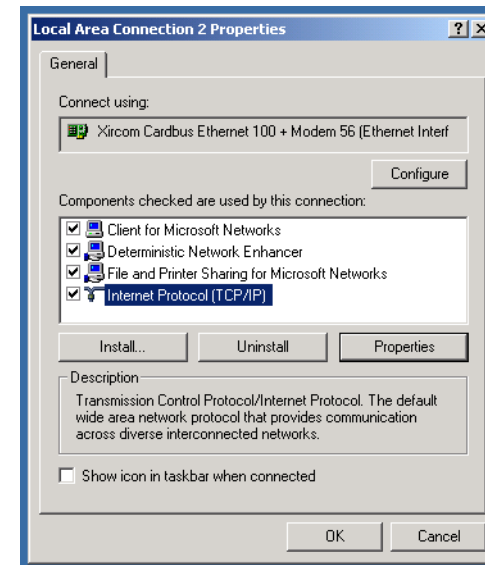 Local Area Connection 2 Properties
General
Connect using:
Xircom Cardbus Ethernet 100 + Modem 56 (Ethernet Interf
Configure
Components checked are used by this connection:
Client for Microsoft Networks
Deterministic Network Enhancer
File and Printer Sharing for Microsoft Networks
Internet Protocol (TCP/IP)
Install... Uninstall Properties
Description
Transmission Control Protocol/Internet Protocol. The default
wide area network protocol that provides communication
across diverse interconnected networks.
Show icon in taskbar when connected
OK Cancel